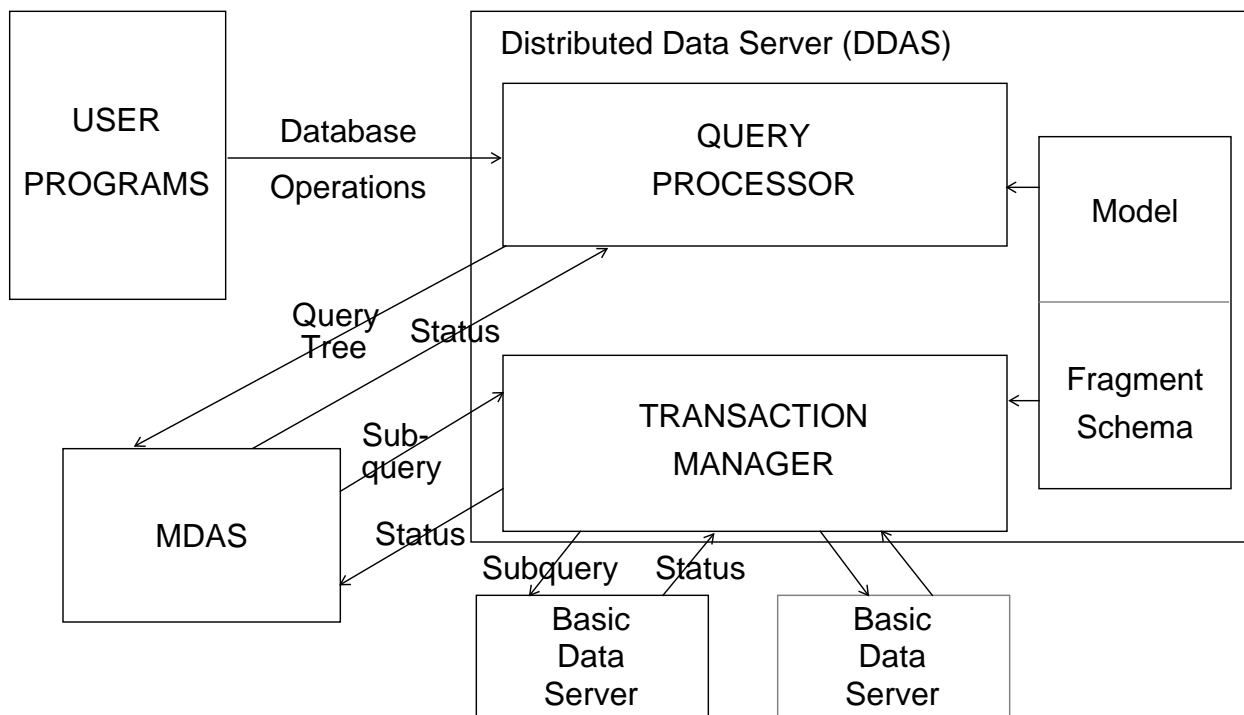 Distributed Data Server (DDAS)
USER
PROGRAMS
Database
Operations
QUERY
PROCESSOR
Model
Query
Tree
Status
Fragment
Schema
TRANSACTION
MANAGER
Sub-
query
MDAS
Status
Subquery
Status
Basic
Data
Server
Basic
Data
Server